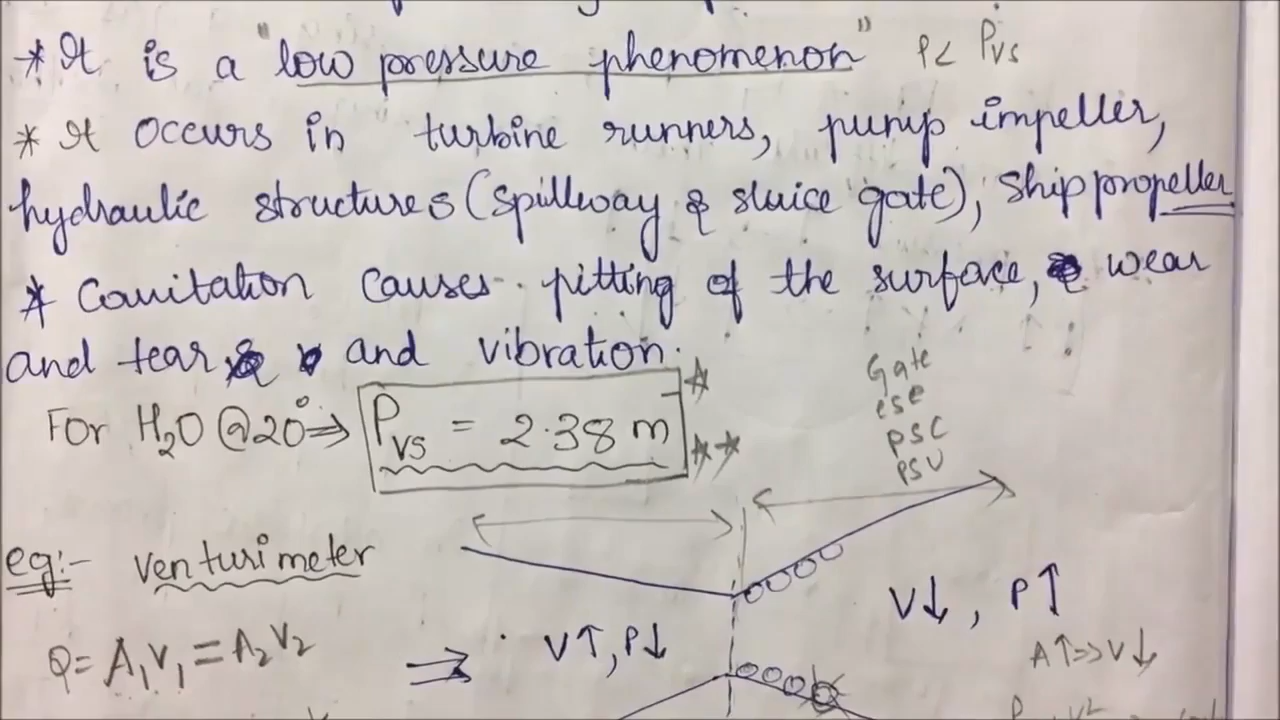 * It is a "low pressure phenomenon" P< Pvs
* It occurs in turbine runners, pump impeller,
hydraulic structures (spillway & sluice gate), ship propeller
* Cavitation causes pitting of the surface, wear
and tear and vibration.
For H₂O @20°⇒ Pvs = 2.38 m
Gate
ese
PSC
PSU
eg:- venturimeter
V↓, P↑
Q= A₁V₁ = A₂V₂ ⇒ V↑, P↓
A↑⇒V↓